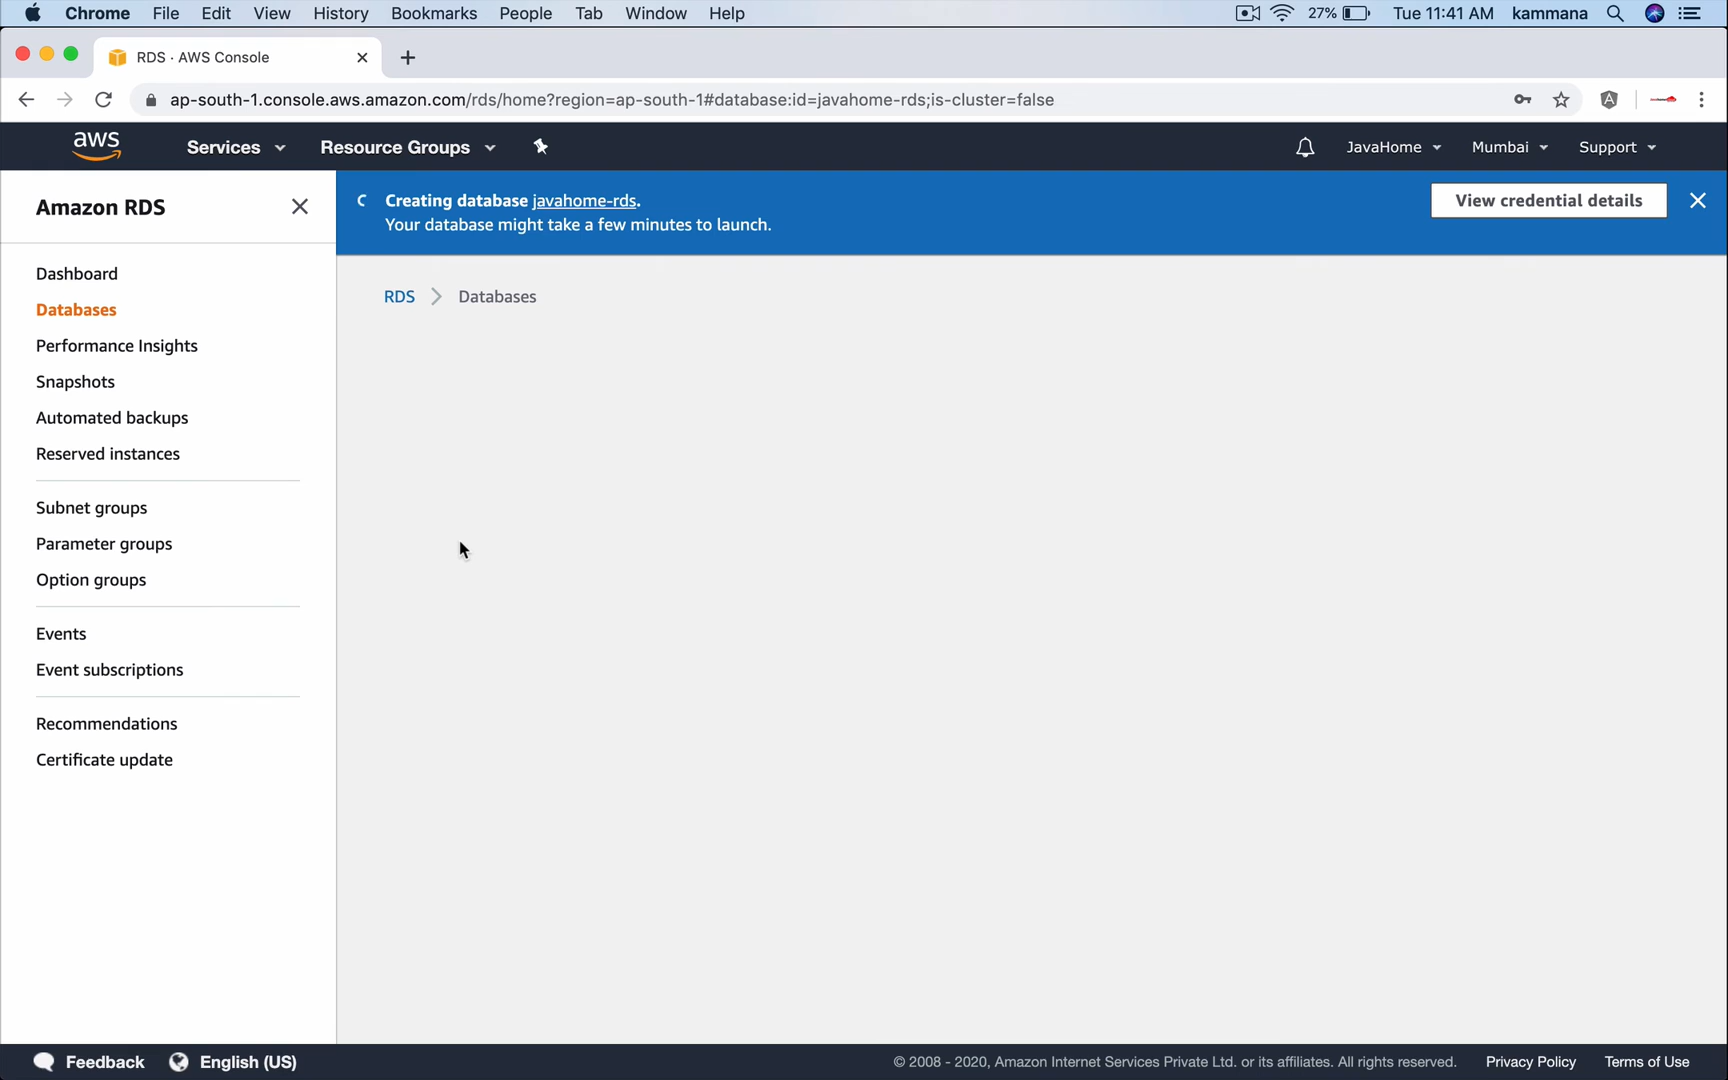 Chrome File Edit View History Bookmarks People Tab Window Help 27% Tue 11:41 AM kammana
RDS · AWS Console
ap-south-1.console.aws.amazon.com/rds/home?region=ap-south-1#database:id=javahome-rds;is-cluster=false
aws Services Resource Groups JavaHome Mumbai Support
Amazon RDS
Dashboard
Databases
Performance Insights
Snapshots
Automated backups
Reserved instances
Subnet groups
Parameter groups
Option groups
Events
Event subscriptions
Recommendations
Certificate update
Creating database javahome-rds.
Your database might take a few minutes to launch.
View credential details
RDS Databases
Feedback English (US) © 2008 - 2020, Amazon Internet Services Private Ltd. or its affiliates. All rights reserved. Privacy Policy Terms of Use